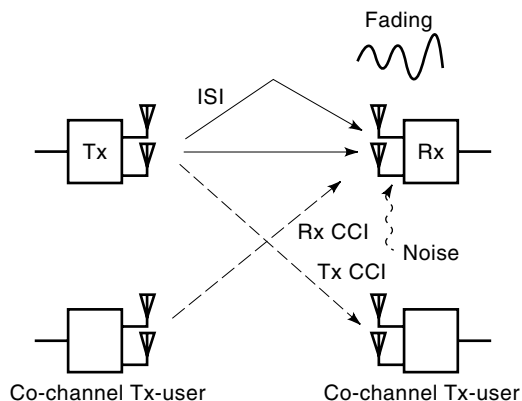 Fading
ISI
Tx
Rx
Rx CCI
Noise
Tx CCI
Co-channel Tx-user
Co-channel Tx-user